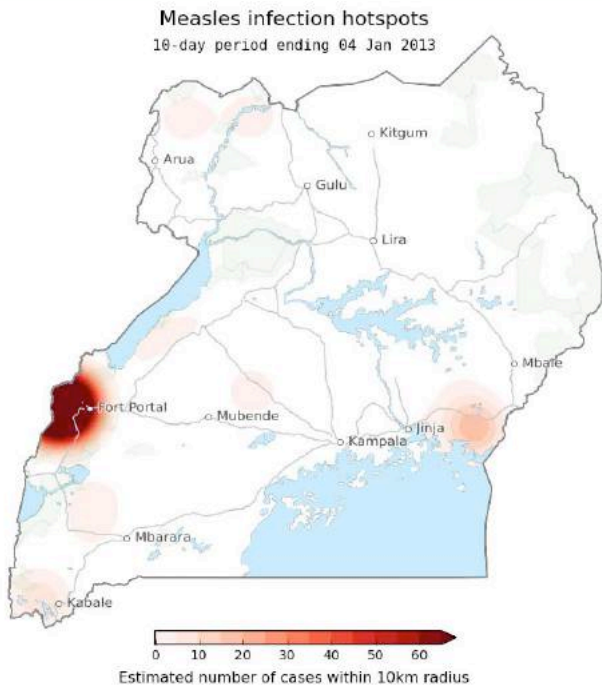 Measles infection hotspots
10-day period ending 04 Jan 2013
Kitgum
Arua
Gulu
Lira
Mbale
Fort Portal
Mubende
Jinja
Kampala
Mbarara
Kabale
0 10 20 30 40 50 60
Estimated number of cases within 10km radius